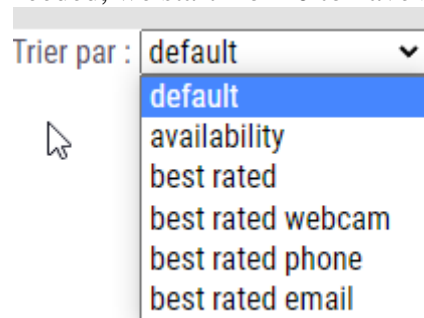 Trier par : default
default
availability
best rated
best rated webcam
best rated phone
best rated email